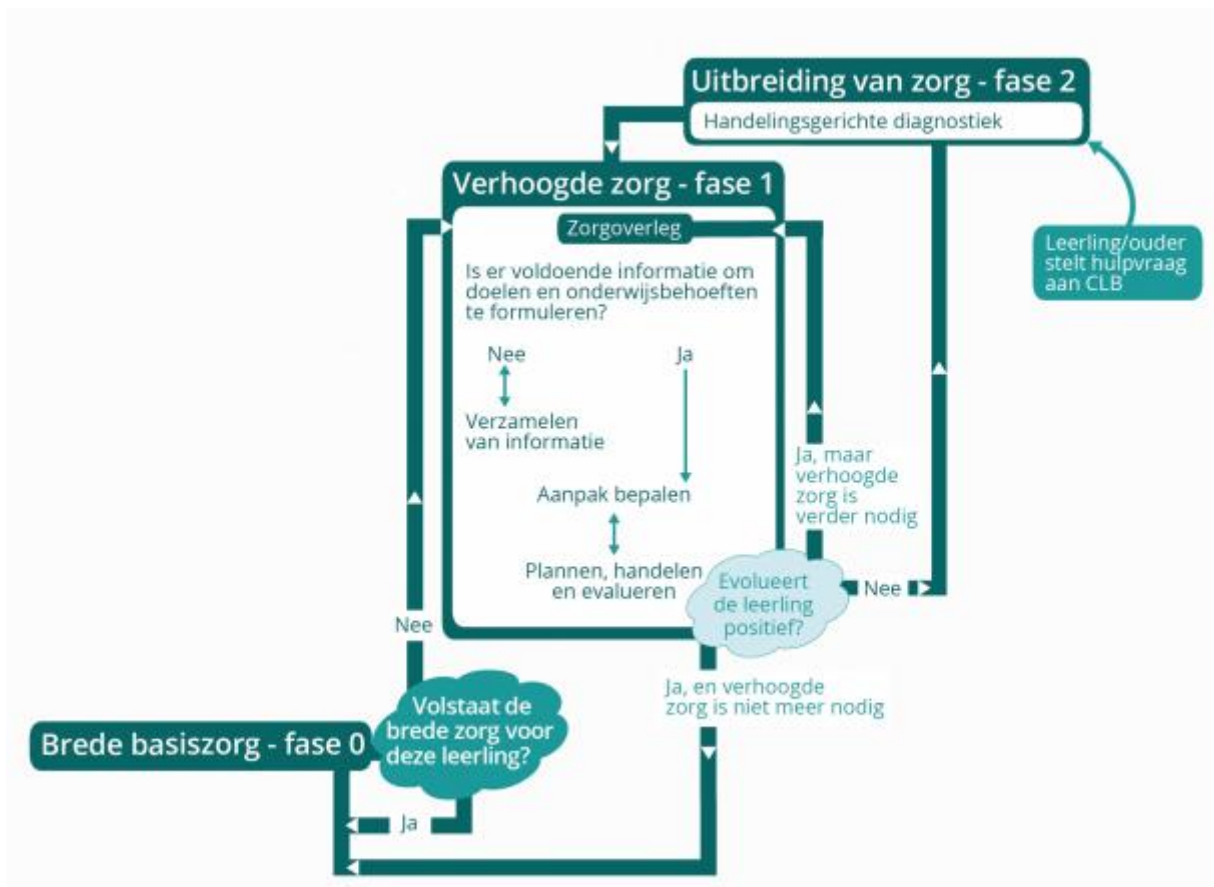 Uitbreiding van zorg - fase 2
Handelingsgerichte diagnostiek
Verhoogde zorg - fase 1
Zorgoverleg
Leerling/ouder
stelt hulpvraag
aan CLB
Is er voldoende informatie om
doelen en onderwijsbehoeften
te formuleren?
Nee
Ja
Verzamelen
van informatie
Ja, maar
verhoogde
zorg is
verder nodig
Aanpak bepalen
Plannen, handelen
en evalueren
Evolueert
de leerling
positief?
Nee
Nee
Ja, en verhoogde
zorg is niet meer nodig
Volstaat de
brede zorg voor
deze leerling?
Brede basiszorg - fase 0
Ja